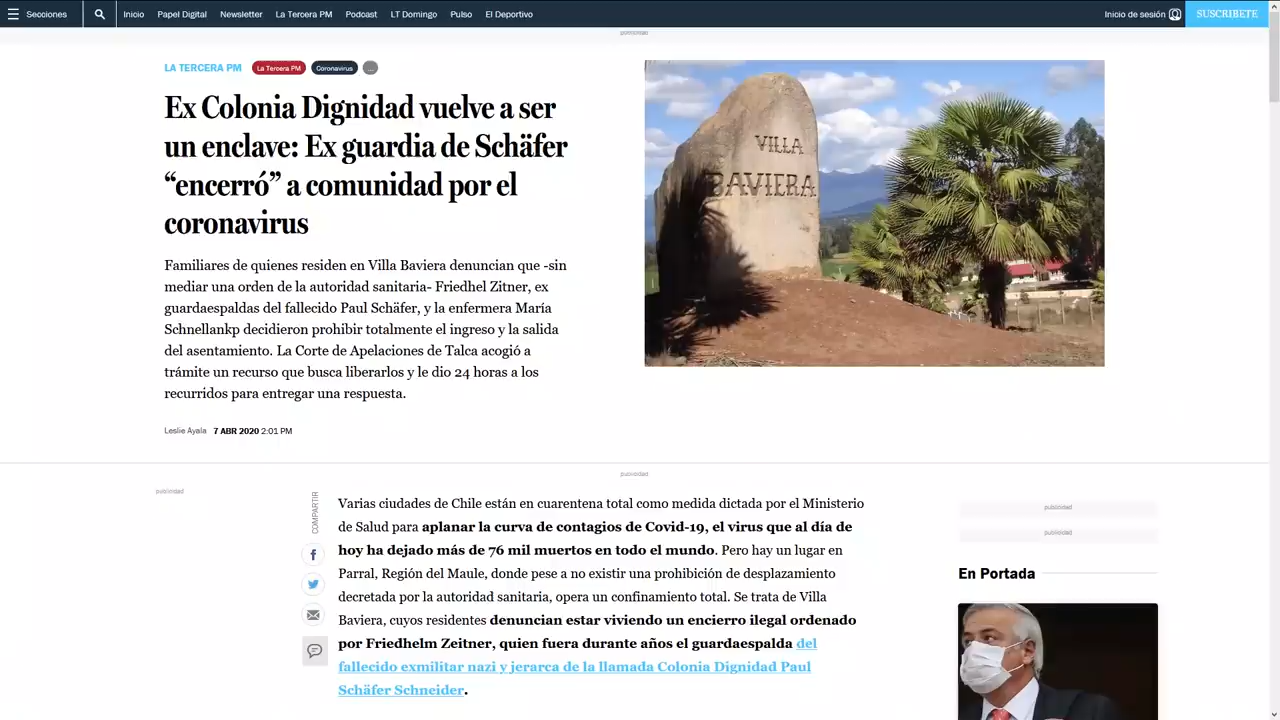 Secciones
Inicio
Papel Digital
Newsletter
La Tercera PM
Podcast
LT Domingo
Pulso
El Deportivo
Inicio de sesión
SUSCRIBETE
publicidad
LA TERCERA PM
La Tercera PM
Coronavirus
...
Ex Colonia Dignidad vuelve a ser
un enclave: Ex guardia de Schäfer
“encerró” a comunidad por el
coronavirus
Familiares de quienes residen en Villa Baviera denuncian que -sin
mediar una orden de la autoridad sanitaria- Friedhel Zitner, ex
guardaespaldas del fallecido Paul Schäfer, y la enfermera María
Schnellankp decidieron prohibir totalmente el ingreso y la salida
del asentamiento. La Corte de Apelaciones de Talca acogió a
trámite un recurso que busca liberarlos y le dio 24 horas a los
recurridos para entregar una respuesta.
Leslie Ayala 7 ABR 2020 2:01 PM
VILLA
BAVIERA
publicidad
publicidad
COMPARTIR
Varias ciudades de Chile están en cuarentena total como medida dictada por el Ministerio
de Salud para aplanar la curva de contagios de Covid-19, el virus que al día de
hoy ha dejado más de 76 mil muertos en todo el mundo. Pero hay un lugar en
Parral, Región del Maule, donde pese a no existir una prohibición de desplazamiento
decretada por la autoridad sanitaria, opera un confinamiento total. Se trata de Villa
Baviera, cuyos residentes denuncian estar viviendo un encierro ilegal ordenado
por Friedhelm Zeitner, quien fuera durante años el guardaespalda del
fallecido exmilitar nazi y jerarca de la llamada Colonia Dignidad Paul
Schäfer Schneider.
publicidad
publicidad
En Portada